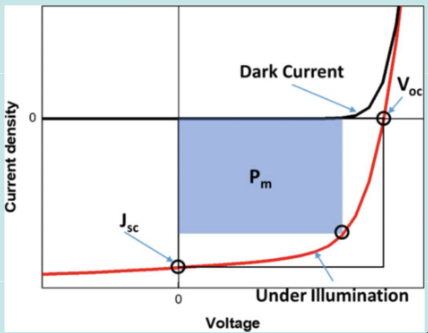 Dark Current
V_oc
0
Current density
P_m
J_sc
Under Illumination
0
Voltage